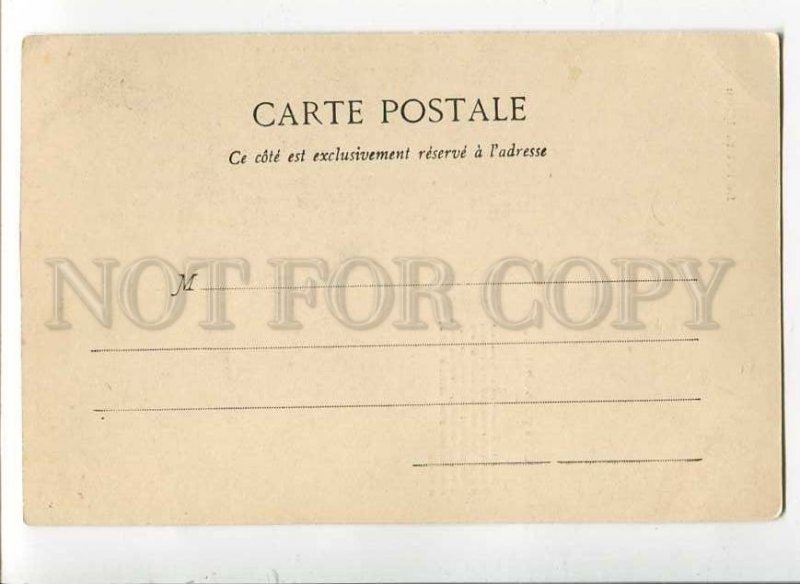 CARTE POSTALE
Ce côté est exclusivement réservé à l'adresse
M
NOT FOR COPY